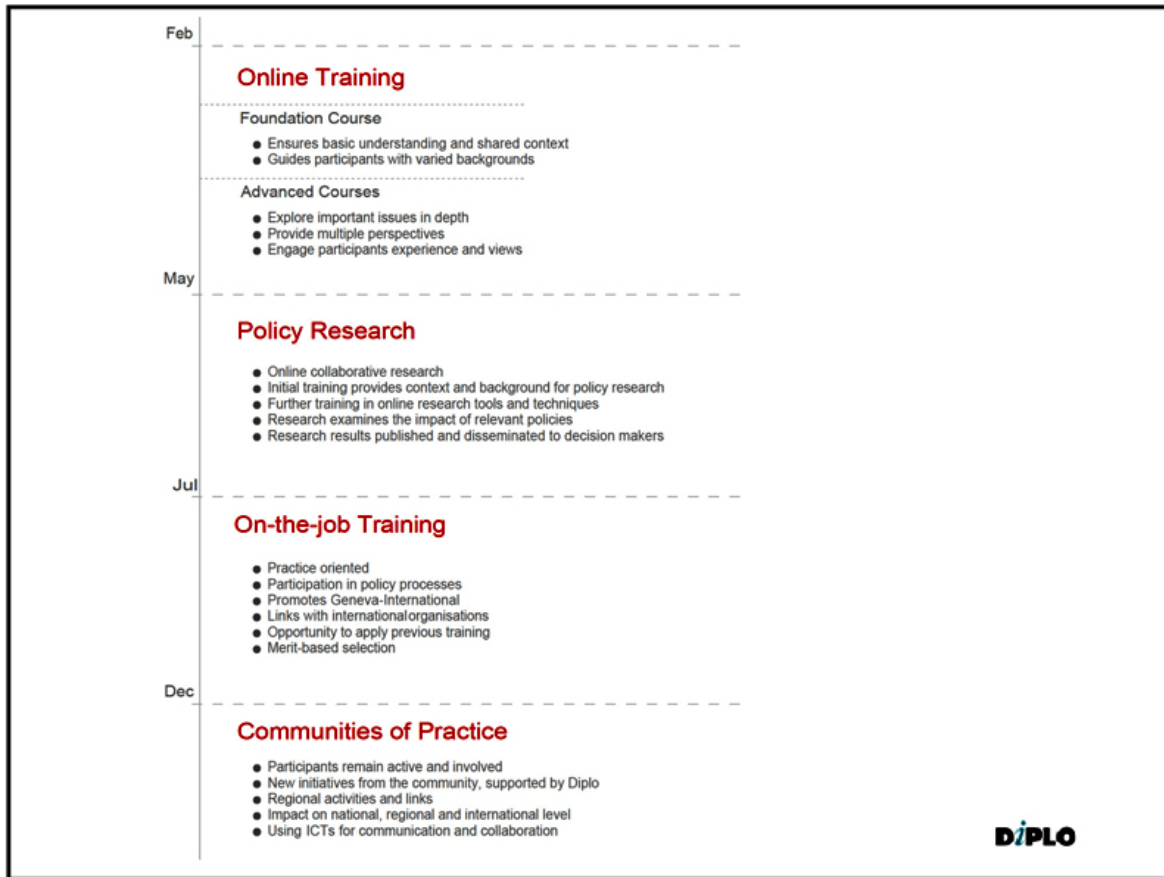 Feb
Online Training
Foundation Course
● Ensures basic understanding and shared context
● Guides participants with varied backgrounds
Advanced Courses
● Explore important issues in depth
● Provide multiple perspectives
● Engage participants experience and views
May
Policy Research
● Online collaborative research
● Initial training provides context and background for policy research
● Further training in online research tools and techniques
● Research examines the impact of relevant policies
● Research results published and disseminated to decision makers
Jul
On-the-job Training
● Practice oriented
● Participation in policy processes
● Promotes Geneva-International
● Links with international organisations
● Opportunity to apply previous training
● Merit-based selection
Dec
Communities of Practice
● Participants remain active and involved
● New initiatives from the community, supported by Diplo
● Regional activities and links
● Impact on national, regional and international level
● Using ICTs for communication and collaboration
DiPLO